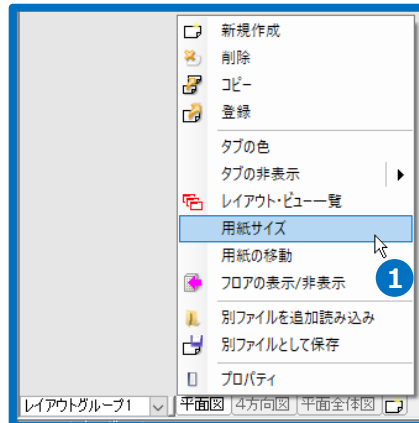 新規作成
削除
コピー
登録
タブの色
タブの非表示
レイアウト・ビュー一覧
用紙サイズ
用紙の移動
1
フロアの表示/非表示
別ファイルを追加読み込み
別ファイルとして保存
プロパティ
レイアウトグループ1 平面図 4方向図 平面全体図